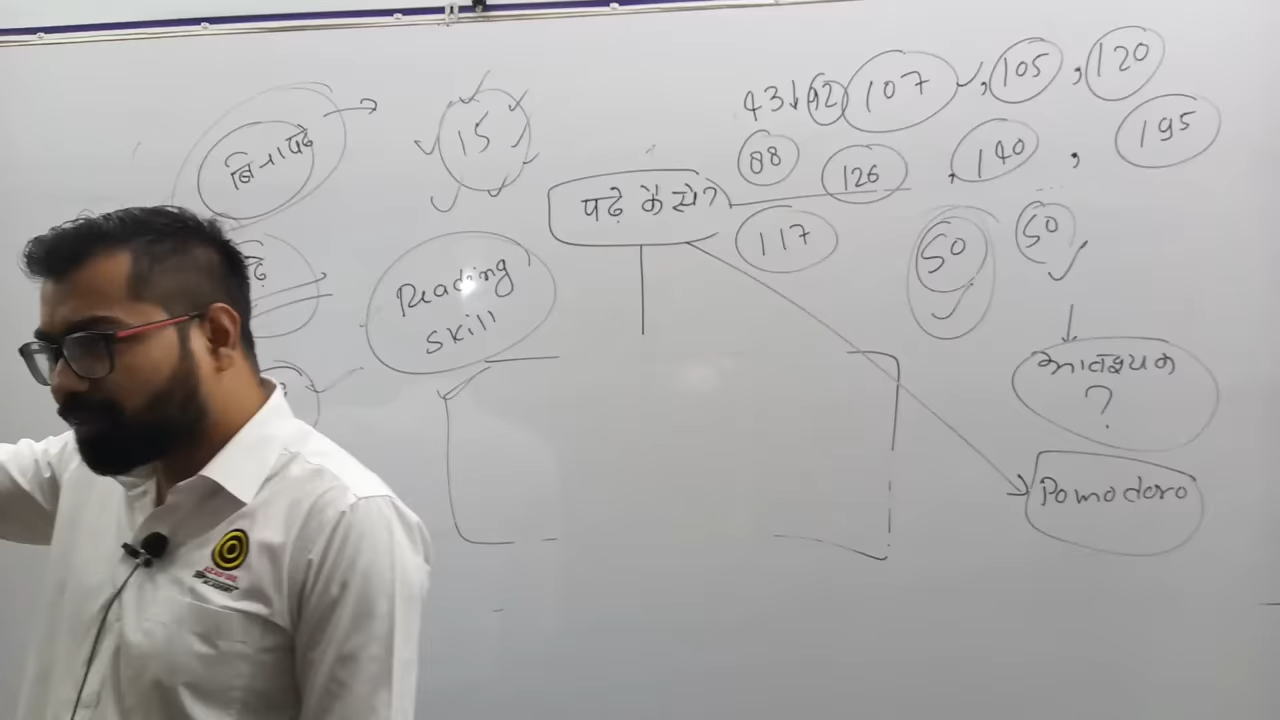 बिना पढ़े
15
43↓ 92 107 ✓, 105, 120
88 126, 140, 195
पढ़े कैसे?
117
50 50
Reading
skill
आवश्यक
?
Pomodoro